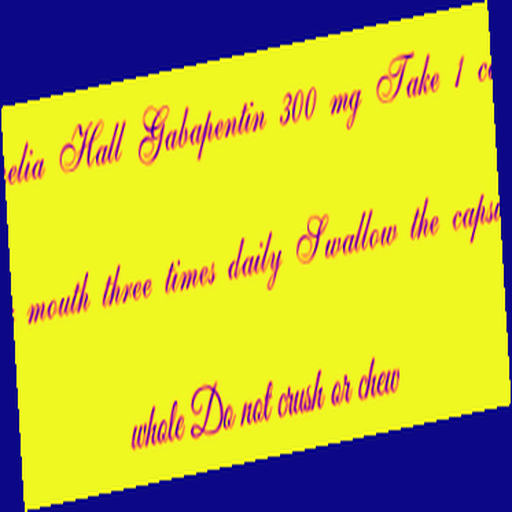 elia Hall Gabapentin 300 mg Take 1 
mouth three times daily Swallow the 
whole Do not crush or chew